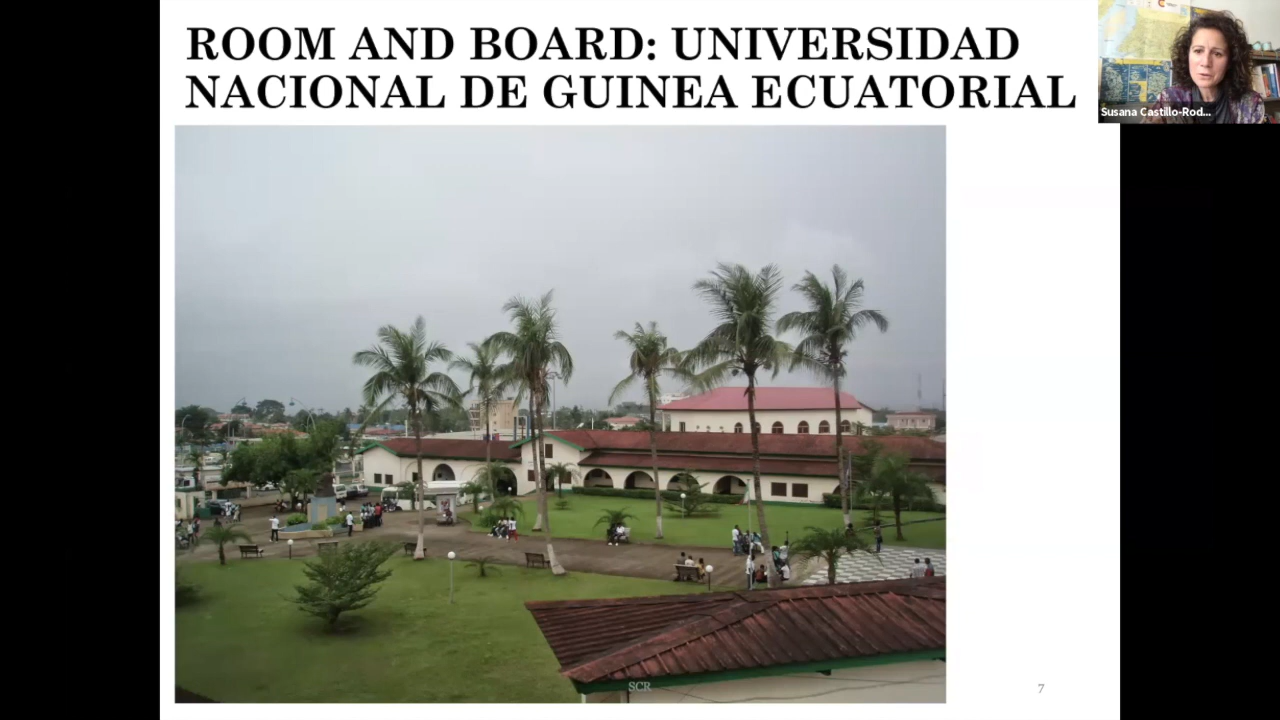 ROOM AND BOARD: UNIVERSIDAD
NACIONAL DE GUINEA ECUATORIAL
Susana Castillo-Rod...
SCR
7